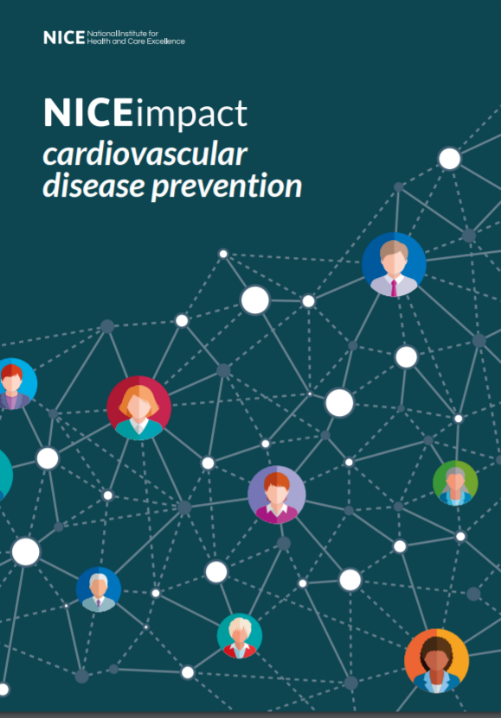 NICE National Institute for
Health and Care Excellence
NICEimpact
cardiovascular
disease prevention